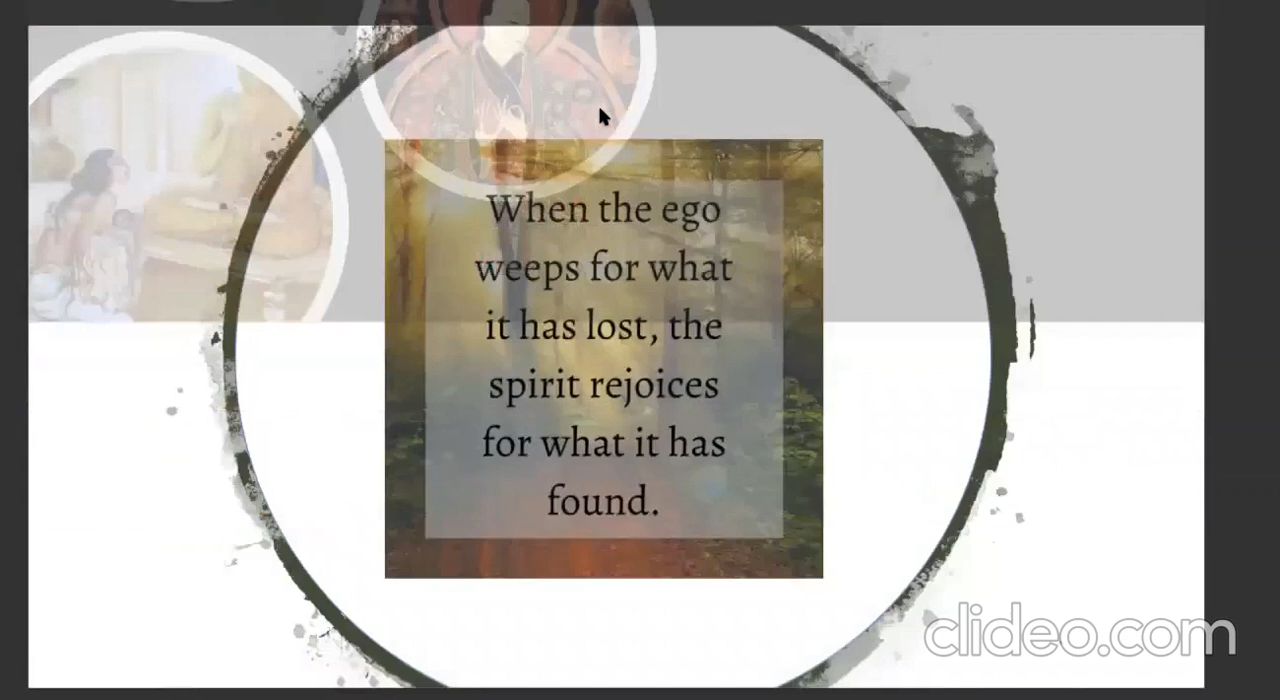 When the ego
weeps for what
it has lost, the
spirit rejoices
for what it has
found.
clideo.com